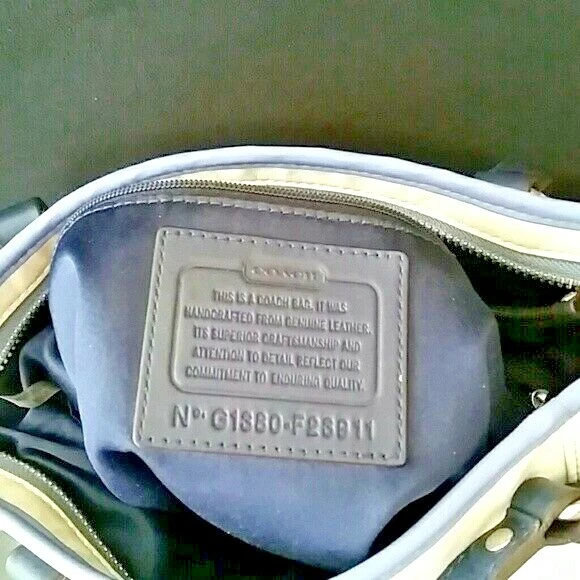 COACH
THIS IS A COACH BAG. IT WAS
HANDCRAFTED FROM GENUINE LEATHER.
ITS SUPERIOR CRAFTSMANSHIP AND
ATTENTION TO DETAIL REFLECT OUR
COMMITMENT TO ENDURING QUALITY.
Nº· G1380-F28911